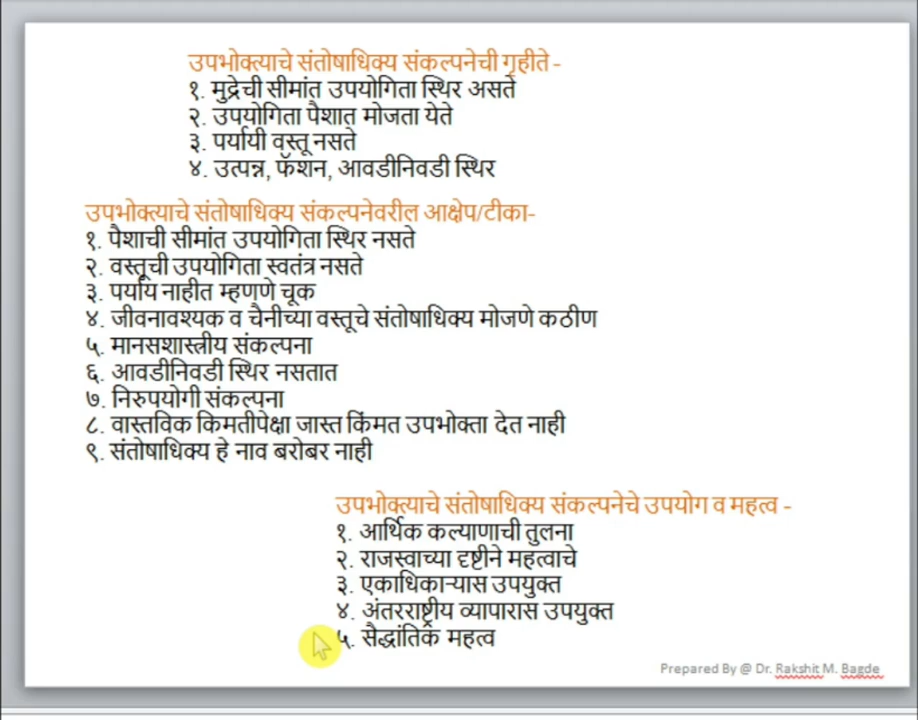 उपभोक्त्याचे संतोषाधिक्य संकल्पनेची गृहीते -
१. मुद्रेची सीमांत उपयोगिता स्थिर असते
२. उपयोगिता पैशात मोजता येते
३. पर्यायी वस्तू नसते
४. उत्पन्न, फॅशन, आवडीनिवडी स्थिर
उपभोक्त्याचे संतोषाधिक्य संकल्पनेवरील आक्षेप/टीका-
१. पैशाची सीमांत उपयोगिता स्थिर नसते
२. वस्तूची उपयोगिता स्वतंत्र नसते
३. पर्याय नाहीत म्हणणे चूक
४. जीवनावश्यक व चैनीच्या वस्तूचे संतोषाधिक्य मोजणे कठीण
५. मानसशास्त्रीय संकल्पना
६. आवडीनिवडी स्थिर नसतात
७. निरुपयोगी संकल्पना
८. वास्तविक किमतीपेक्षा जास्त किंमत उपभोक्ता देत नाही
९. संतोषाधिक्य हे नाव बरोबर नाही
उपभोक्त्याचे संतोषाधिक्य संकल्पनेचे उपयोग व महत्व -
१. आर्थिक कल्याणाची तुलना
२. राजस्वाच्या दृष्टीने महत्वाचे
३. एकाधिकाऱ्यास उपयुक्त
४. अंतरराष्ट्रीय व्यापारास उपयुक्त
५. सैद्धांतिक महत्व
Prepared By @ Dr. Rakshit M. Bagde